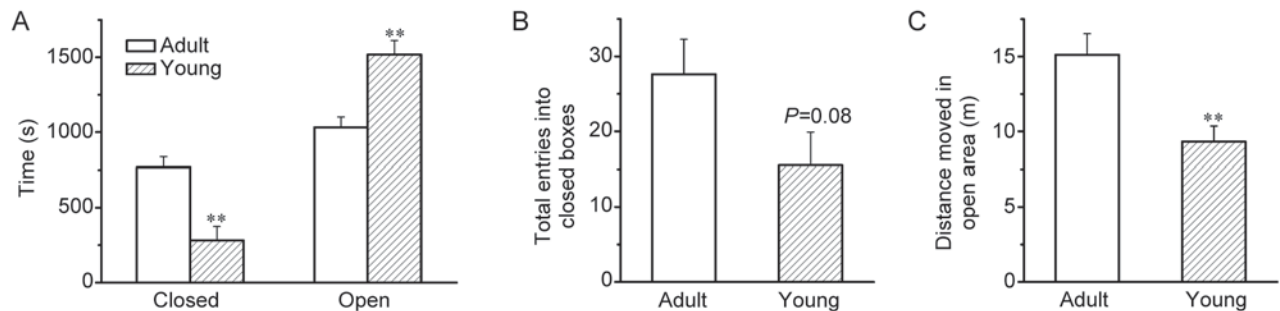 A
Adult
Young
**
**
1500
1000
500
0
Time (s)
Closed
Open
B
30
20
10
0
Total entries into
closed boxes
P=0.08
Adult
Young
C
15
10
5
0
Distance moved in
open area (m)
**
Adult
Young